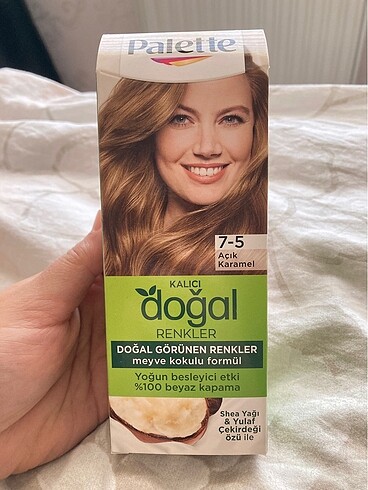 Palette
7-5
Açık
Karamel
KALICI
doğal
RENKLER
DOĞAL GÖRÜNEN RENKLER
meyve kokulu formül
Yoğun besleyici etki
%100 beyaz kapama
Shea Yağı
& Yulaf
Çekirdeği
özü ile